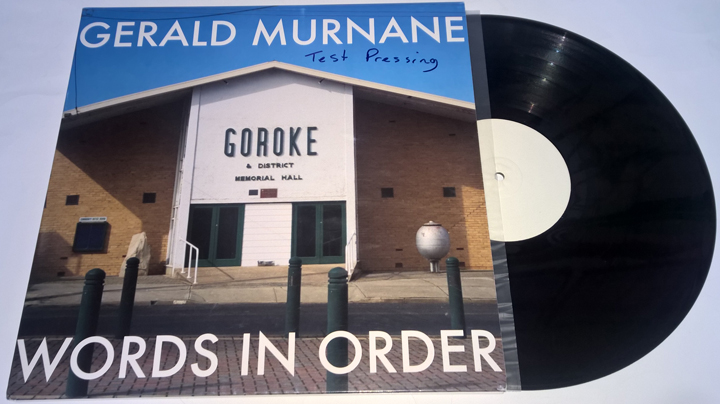 GERALD MURNANE
Test Pressing
GOROKE
& DISTRICT
MEMORIAL HALL
WORDS IN ORDER